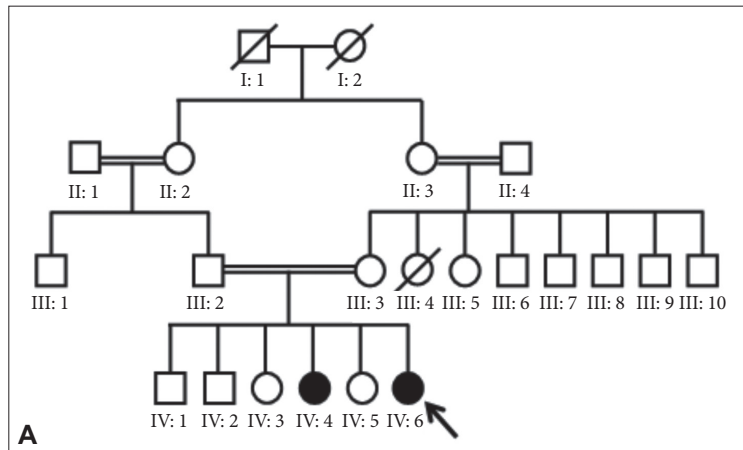 I: 1 I: 2
II: 1 II: 2 II: 3 II: 4
III: 1 III: 2 III: 3 III: 4 III: 5 III: 6 III: 7 III: 8 III: 9 III: 10
IV: 1 IV: 2 IV: 3 IV: 4 IV: 5 IV: 6
A